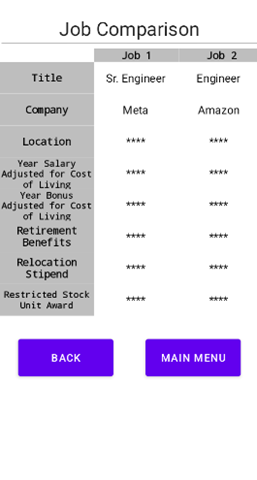 Job Comparison
Job 1 Job 2
Title Sr. Engineer Engineer
Company Meta Amazon
Location **** ****
Year Salary
Adjusted for Cost **** ****
of Living
Year Bonus
Adjusted for Cost **** ****
of Living
Retirement
Benefits **** ****
Relocation
Stipend **** ****
Restricted Stock
Unit Award **** ****
BACK MAIN MENU